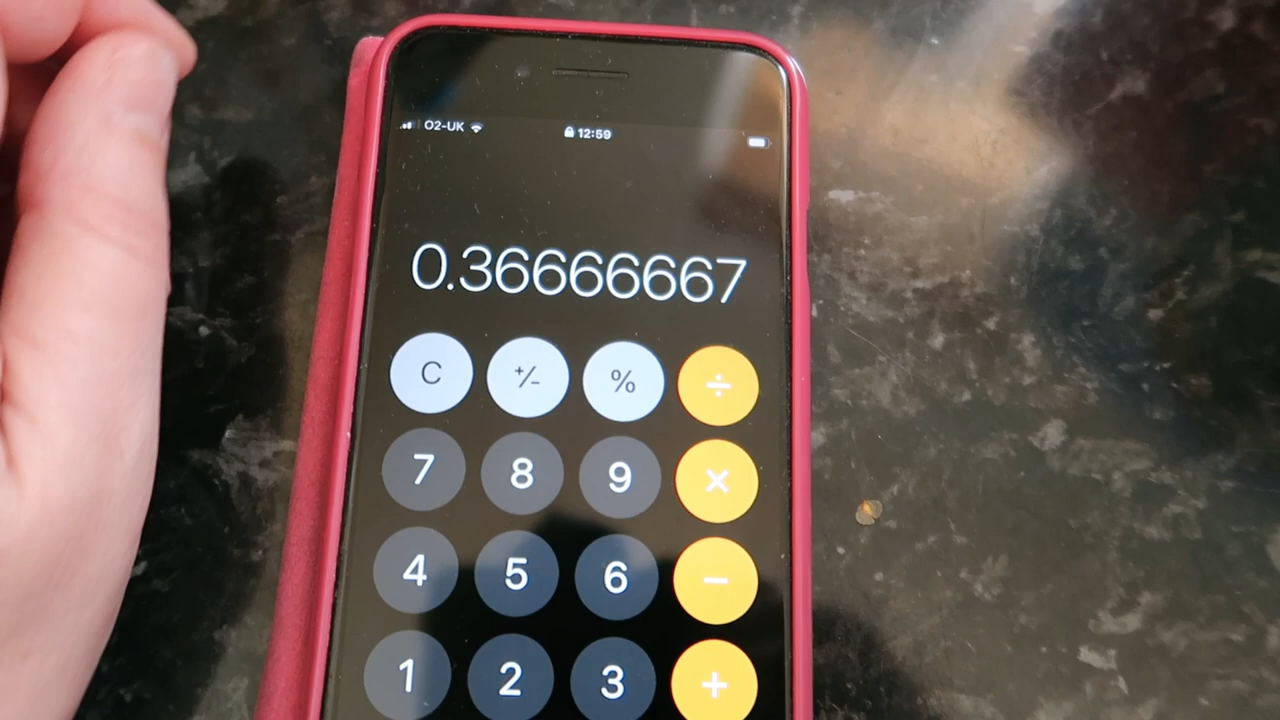 O2-UK 12:59
0.36666667
C +/- % ÷
7 8 9 ×
4 5 6 −
1 2 3 +